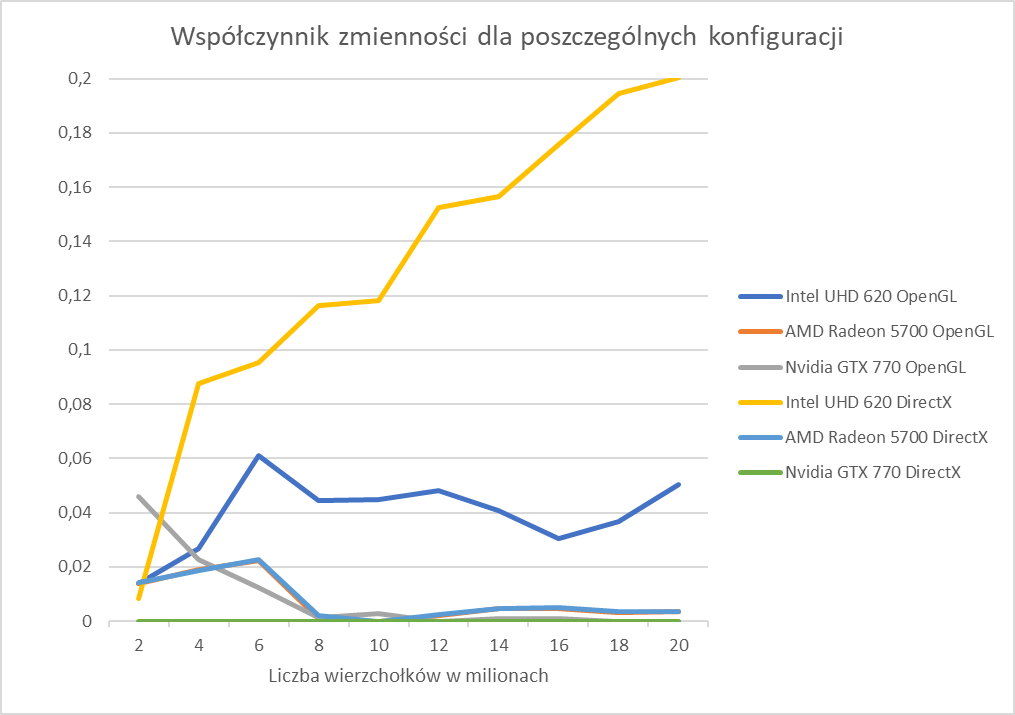 Współczynnik zmienności dla poszczególnych konfiguracji
0,2
0,18
0,16
0,14
0,12
0,1
0,08
0,06
0,04
0,02
0
2 4 6 8 10 12 14 16 18 20
Liczba wierzchołków w milionach
Intel UHD 620 OpenGL
AMD Radeon 5700 OpenGL
Nvidia GTX 770 OpenGL
Intel UHD 620 DirectX
AMD Radeon 5700 DirectX
Nvidia GTX 770 DirectX